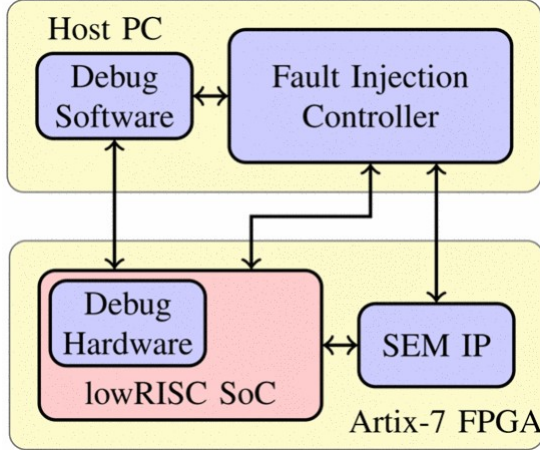 Host PC
Debug
Software
Fault Injection
Controller
Debug
Hardware
lowRISC SoC
SEM IP
Artix-7 FPGA